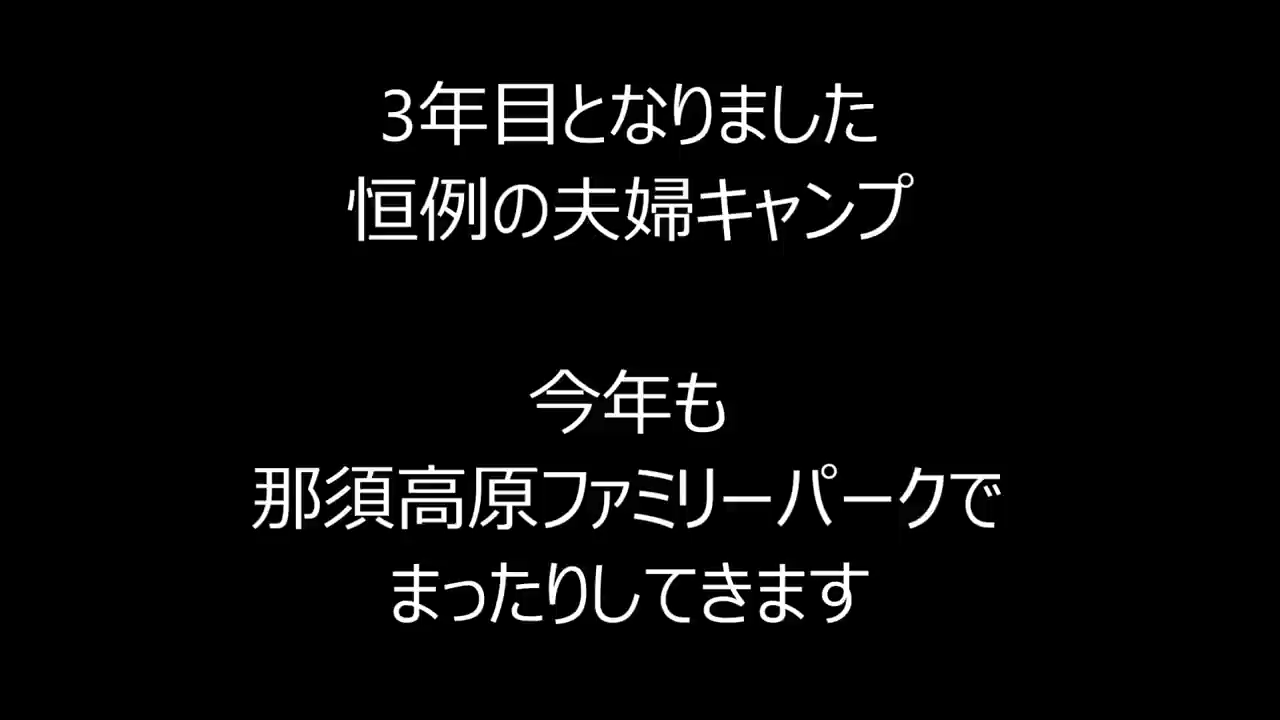 3年目となりました
恒例の夫婦キャンプ
今年も
那須高原ファミリーパークで
まったりしてきます